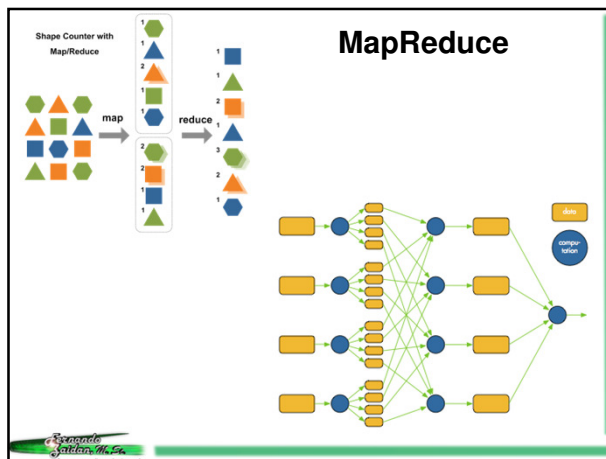 MapReduce
Shape Counter with
Map/Reduce
map
reduce
1
1
2
1
1
2
2
1
1
1
1
2
1
3
2
1
data
compu-
tation
Fernando
Zaidan, M. Sc.